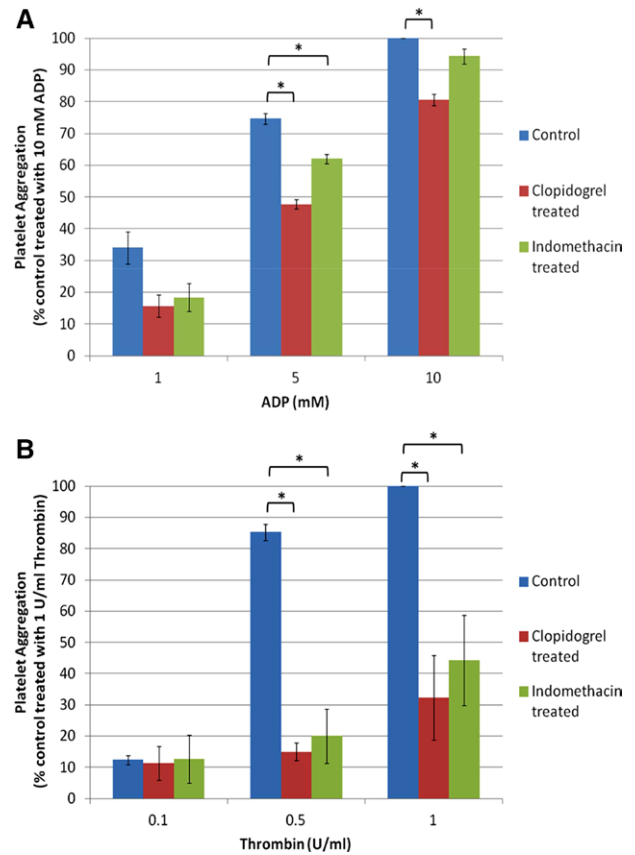 A
Platelet Aggregation
(% control treated with 10 mM ADP)
100
90
80
70
60
50
40
30
20
10
0
*
*
*
1
5
10
ADP (mM)
Control
Clopidogrel
treated
Indomethacin
treated
B
Platelet Aggregation
(% control treated with 1 U/ml Thrombin)
100
90
80
70
60
50
40
30
20
10
0
*
*
*
*
0.1
0.5
1
Thrombin (U/ml)
Control
Clopidogrel
treated
Indomethacin
treated